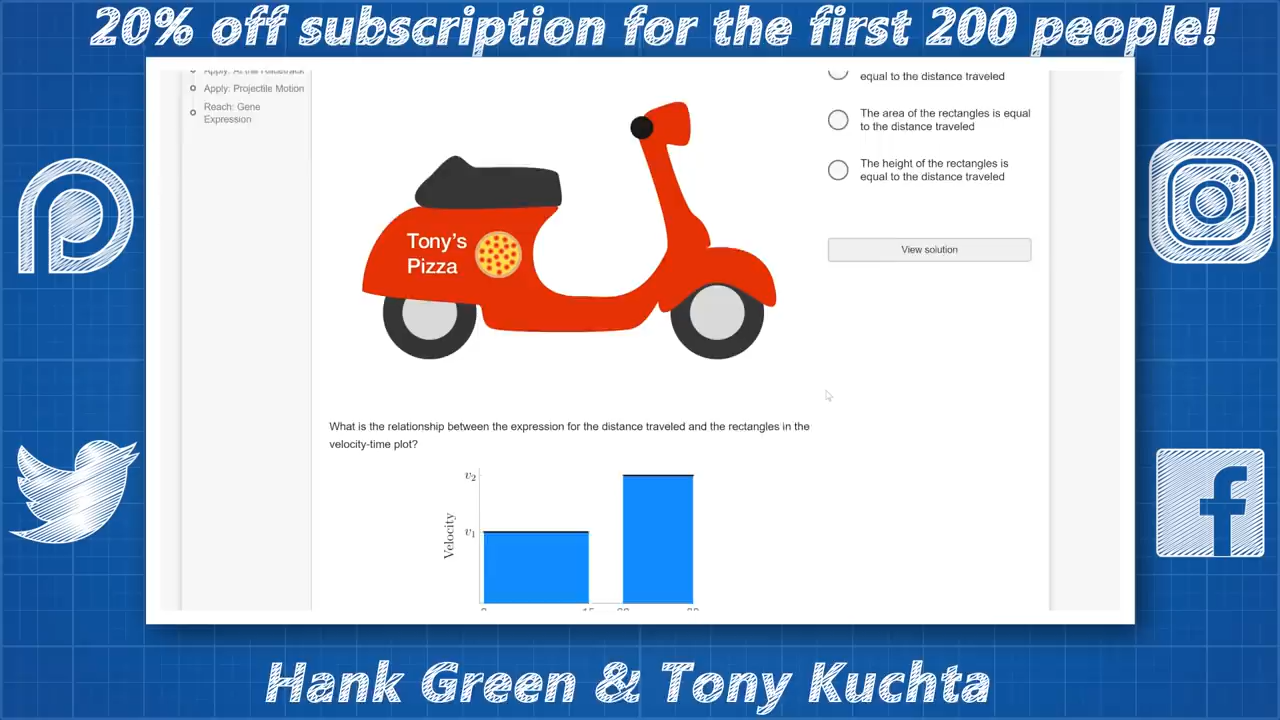 20% off subscription for the first 200 people!
Apply: Projectile Motion
Reach: Gene
Expression
equal to the distance traveled
The area of the rectangles is equal
to the distance traveled
The height of the rectangles is
equal to the distance traveled
View solution
Tony's
Pizza
What is the relationship between the expression for the distance traveled and the rectangles in the
velocity-time plot?
v2
Velocity
v1
Hank Green & Tony Kuchta